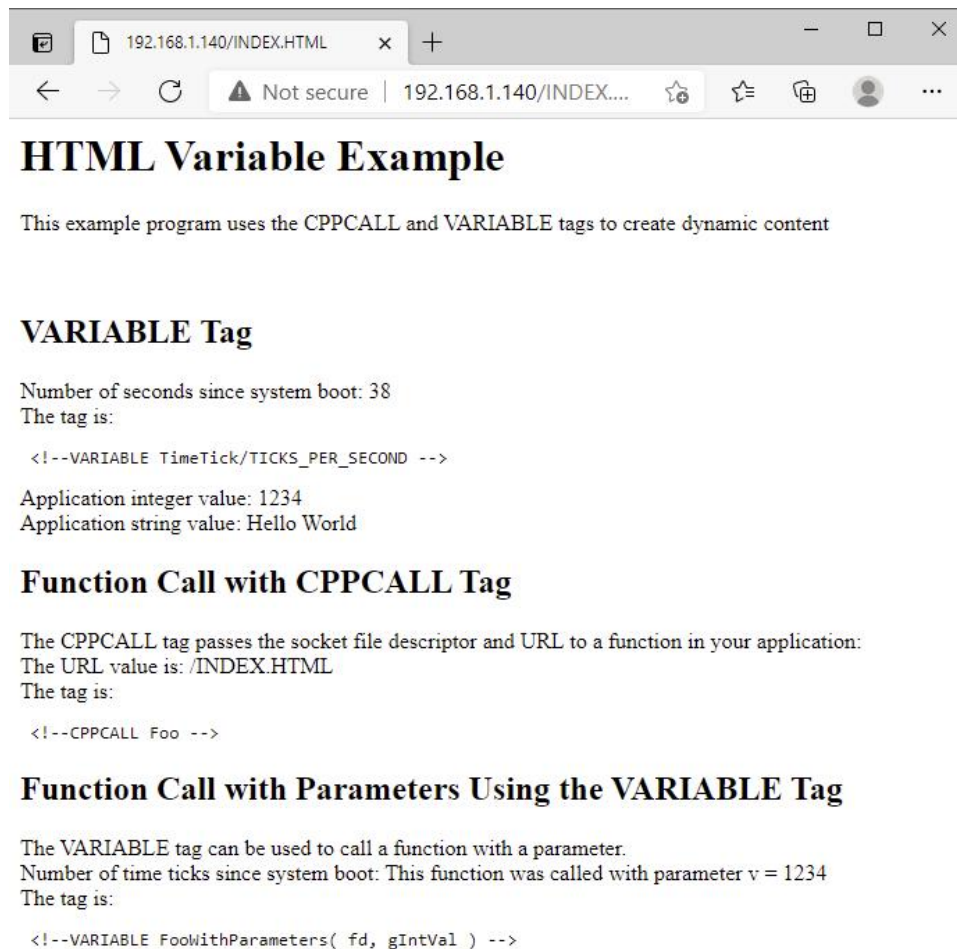 192.168.1.140/INDEX.HTML
Not secure | 192.168.1.140/INDEX....
HTML Variable Example
This example program uses the CPPCALL and VARIABLE tags to create dynamic content
VARIABLE Tag
Number of seconds since system boot: 38
The tag is:
<!--VARIABLE TimeTick/TICKS_PER_SECOND -->
Application integer value: 1234
Application string value: Hello World
Function Call with CPPCALL Tag
The CPPCALL tag passes the socket file descriptor and URL to a function in your application:
The URL value is: /INDEX.HTML
The tag is:
<!--CPPCALL Foo -->
Function Call with Parameters Using the VARIABLE Tag
The VARIABLE tag can be used to call a function with a parameter.
Number of time ticks since system boot: This function was called with parameter v = 1234
The tag is:
<!--VARIABLE FooWithParameters( fd, gIntVal ) -->